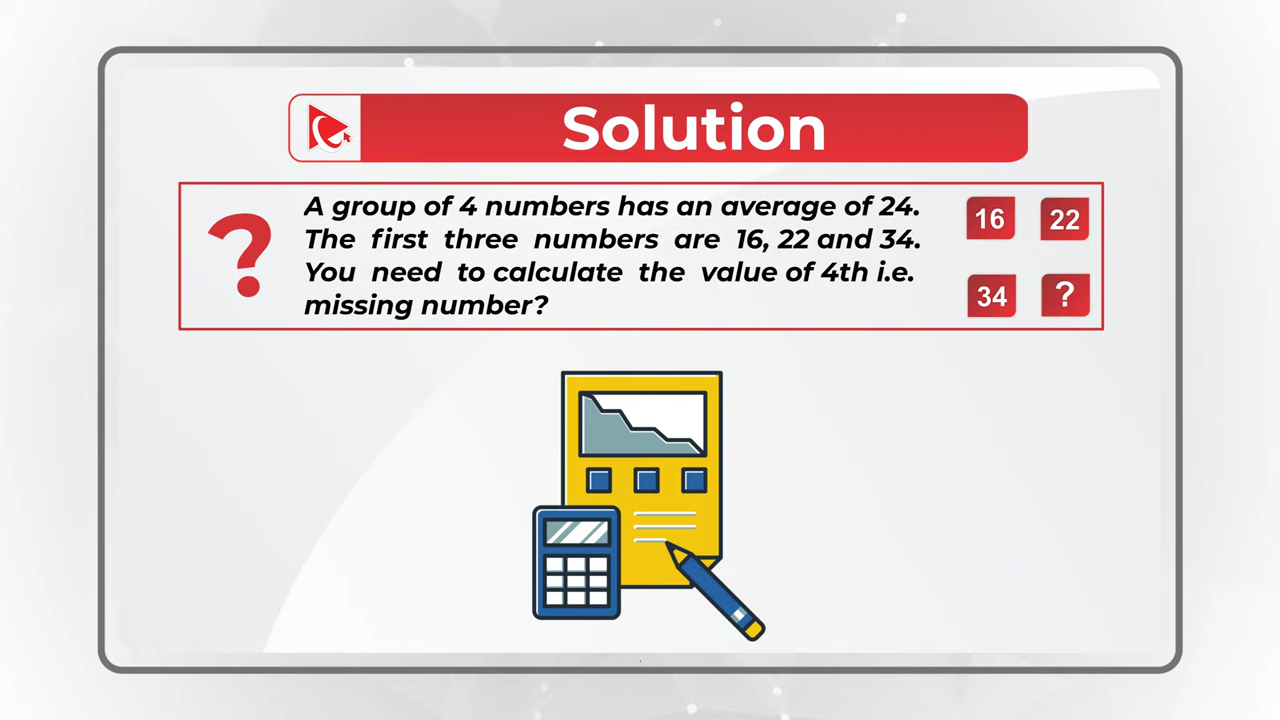 Solution
?
A group of 4 numbers has an average of 24.
The first three numbers are 16, 22 and 34.
You need to calculate the value of 4th i.e.
missing number?
16 22
34 ?